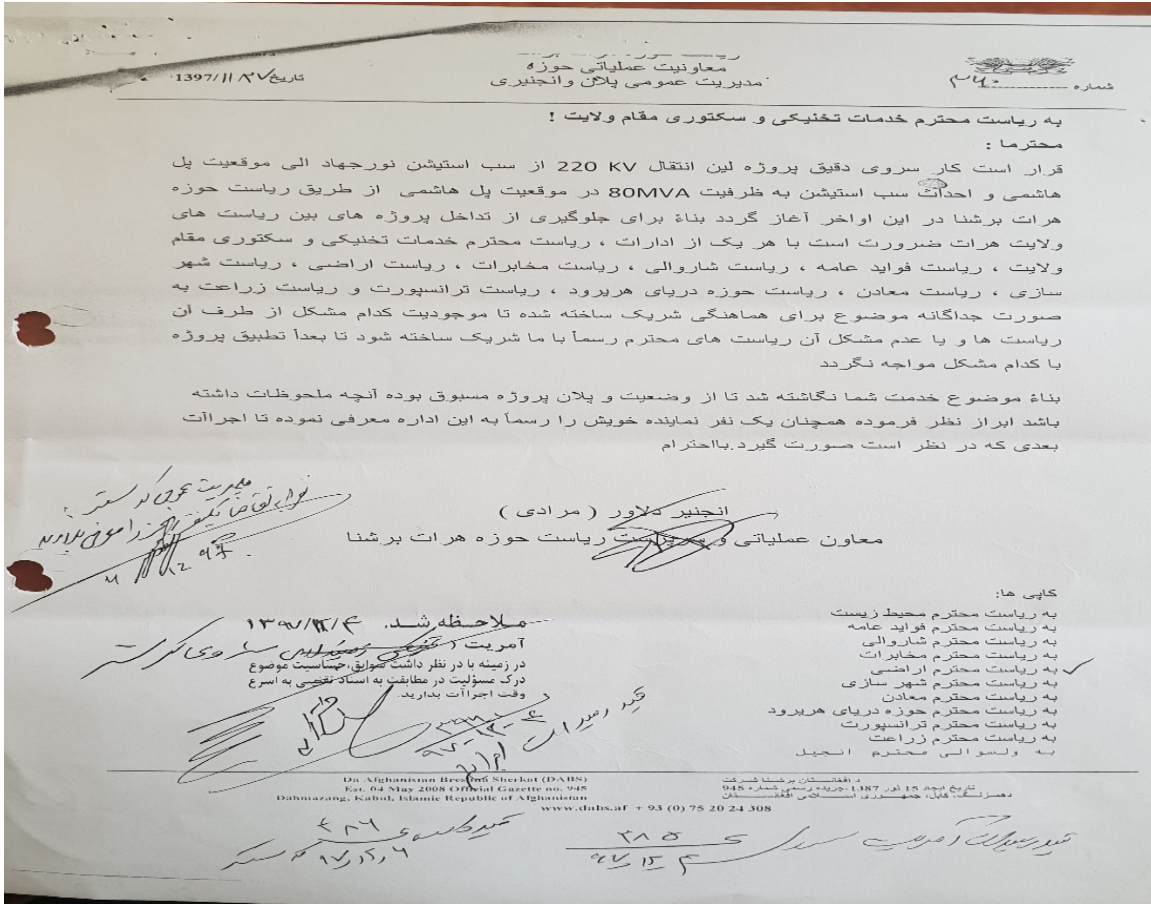 معاونیت عملیاتی حوزه
مدیریت عمومی پلان وانجنیری
شماره
تاریخ 1397/11/
به ریاست محترم خدمات تخنیکی و سکتوری مقام ولایت !
محترما :
قرار است کار سروی دقیق پروژه لین انتقال 220 KV از سب استیشن نورجهاد الی موقعیت پل
هاشمی و احداث سب استیشن به ظرفیت 80MVA در موقعیت پل هاشمی از طریق ریاست حوزه
هرات برشنا در این اواخر آغاز گردد بناءً برای جلوگیری از تداخل پروژه های بین ریاست های
ولایت هرات ضرورت است با هر یک از ادارات ، ریاست محترم خدمات تخنیکی و سکتوری مقام
ولایت ، ریاست فواید عامه ، ریاست شاروالی ، ریاست مخابرات ، ریاست اراضی ، ریاست شهر
سازی ، ریاست معادن ، ریاست حوزه دریای هریرود ، ریاست ترانسپورت و ریاست زراعت به
صورت جداگانه موضوع برای هماهنگی شریک ساخته شده تا موجودیت کدام مشکل از طرف آن
ریاست ها و یا عدم مشکل آن ریاست های محترم رسماً با ما شریک ساخته شود تا بعداً تطبیق پروژه
با کدام مشکل مواجه نگردد
بناءً موضوع خدمت شما نگاشته شد تا از وضعیت و پلان پروژه مسبوق بوده آنچه ملحوظات داشته
باشد ابراز نظر فرموده همچنان یک نفر نماینده خویش را رسماً به این اداره معرفی نموده تا اجراآت
بعدی که در نظر است صورت گیرد.بااحترام
انجنیر دلاور ( مرادی )
معاون عملیاتی و سرپرست ریاست حوزه هرات برشنا
کاپی ها:
به ریاست محترم محیط زیست
به ریاست محترم فواید عامه
به ریاست محترم شاروالی
به ریاست محترم مخابرات
به ریاست محترم اراضی
به ریاست محترم شهر سازی
به ریاست محترم معادن
به ریاست محترم حوزه دریای هریرود
به ریاست محترم ترانسپورت
به ریاست محترم زراعت
به ولسوالی محترم انجیل
ملاحظه شد.
آمریت
در زمینه با در نظر داشت سوابق، حساسیت موضوع
درک مسؤلیت در مطابقت به اسناد تقنینی به اسرع
وقت اجراآت بدارید.
د افغانستان برشنا شرکت
تاریخ ایجاد 15 ثور 1387 ،جریده رسمی شماره 945
دهمزنگ، کابل، جمهوری اسلامی افغانستان
Da Afghanistan Breshna Sherkat (DABS)
Est. 04 May 2008 Official Gazette no. 945
Dahmazang, Kabul, Islamic Republic of Afghanistan
www.dabs.af + 93 (0) 75 20 24 308